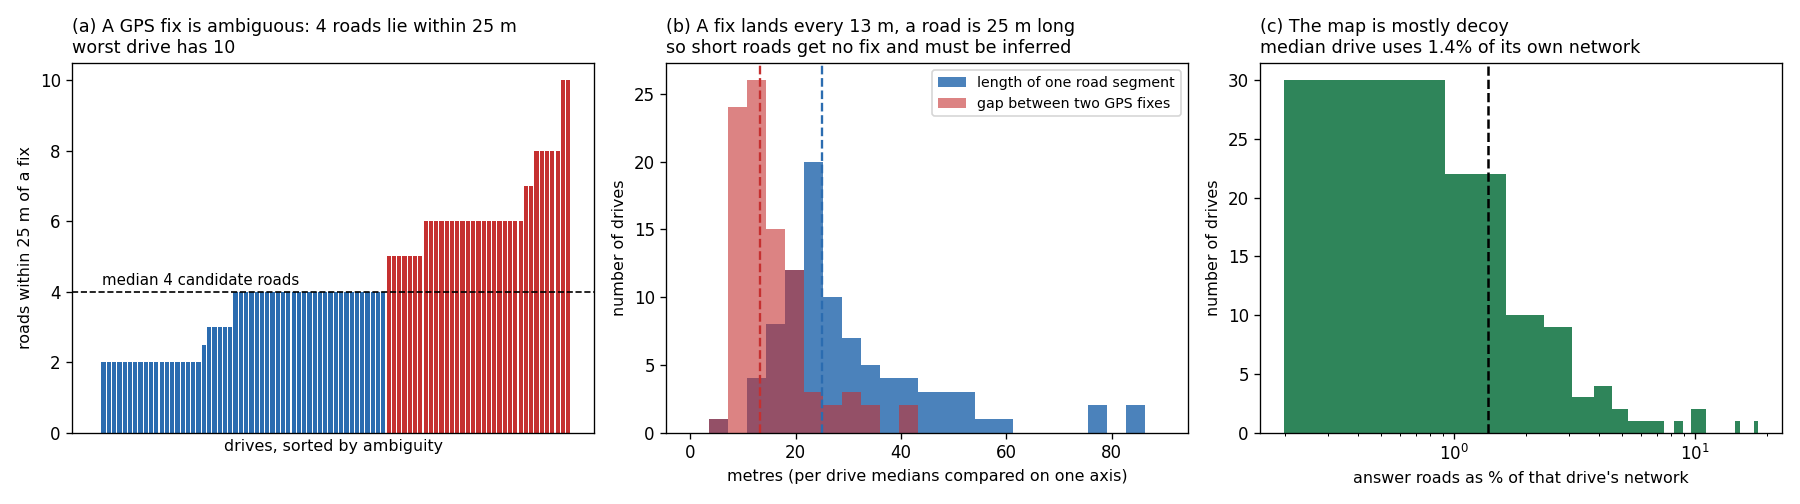 (a) A GPS fix is ambiguous: 4 roads lie within 25 m
worst drive has 10
roads within 25 m of a fix
10
8
6
4
2
0
median 4 candidate roads
drives, sorted by ambiguity
(b) A fix lands every 13 m, a road is 25 m long
so short roads get no fix and must be inferred
number of drives
25
20
15
10
5
0
length of one road segment
gap between two GPS fixes
0 20 40 60 80
metres (per drive medians compared on one axis)
(c) The map is mostly decoy
median drive uses 1.4% of its own network
number of drives
30
25
20
15
10
5
0
10⁰ 10¹
answer roads as % of that drive's network